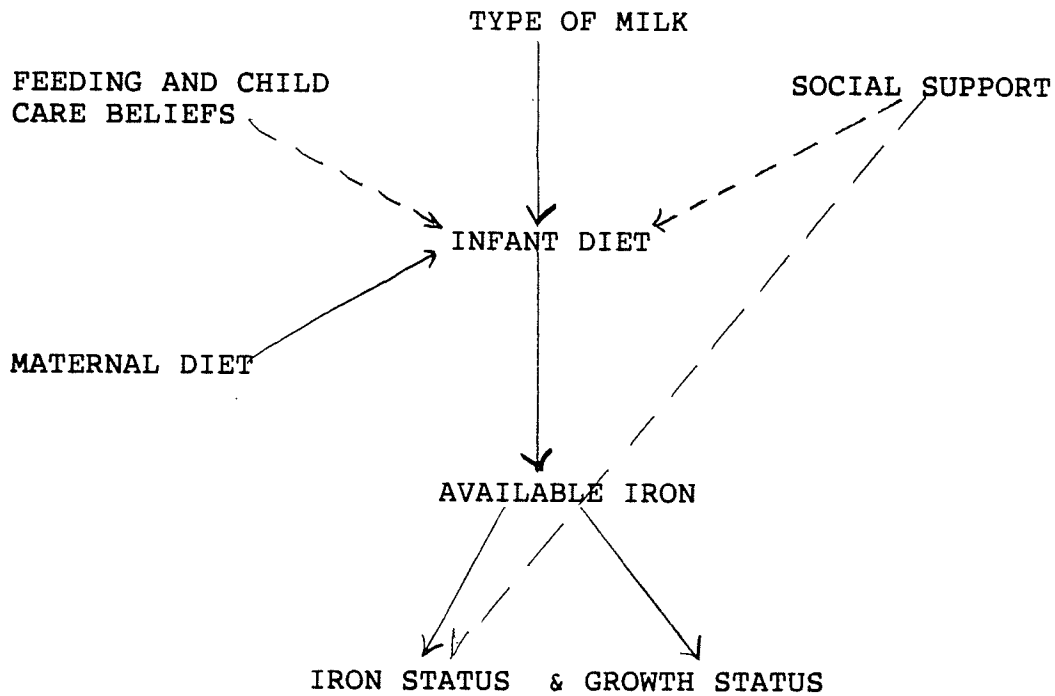 TYPE OF MILK
FEEDING AND CHILD
CARE BELIEFS
SOCIAL SUPPORT
INFANT DIET
MATERNAL DIET
AVAILABLE IRON
IRON STATUS & GROWTH STATUS